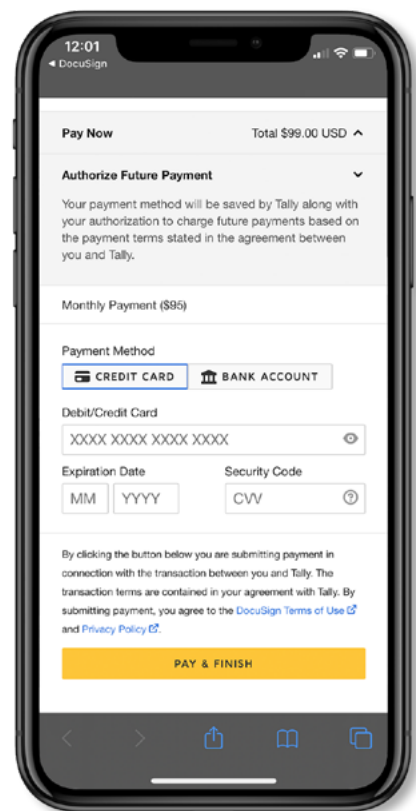 12:01
DocuSign
Pay Now Total $99.00 USD
Authorize Future Payment
Your payment method will be saved by Tally along with
your authorization to charge future payments based on
the payment terms stated in the agreement between
you and Tally.
Monthly Payment ($95)
Payment Method
CREDIT CARD BANK ACCOUNT
Debit/Credit Card
XXXX XXXX XXXX XXXX
Expiration Date Security Code
MM YYYY CVV
By clicking the button below you are submitting payment in
connection with the transaction between you and Tally. The
transaction terms are contained in your agreement with Tally. By
submitting payment, you agree to the DocuSign Terms of Use
and Privacy Policy.
PAY & FINISH